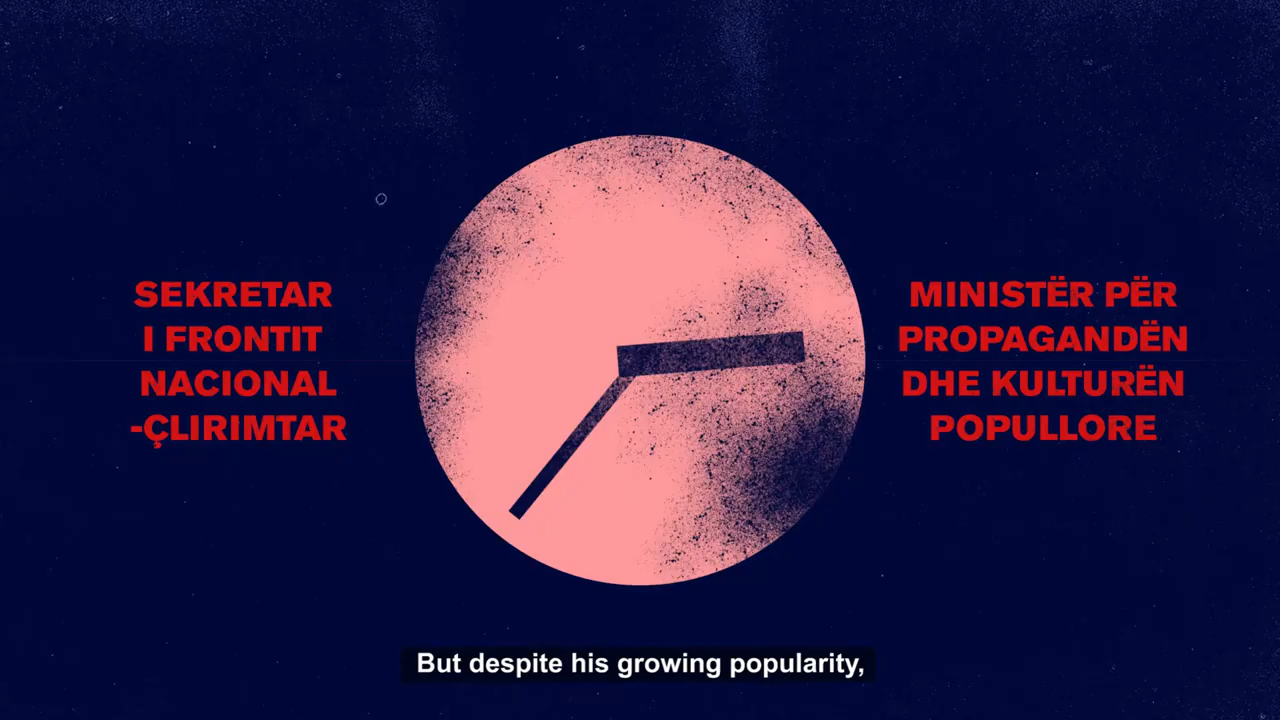 SEKRETAR
I FRONTIT
NACIONAL
-ÇLIRIMTAR
MINISTËR PËR
PROPAGANDËN
DHE KULTURËN
POPULLORE
But despite his growing popularity,